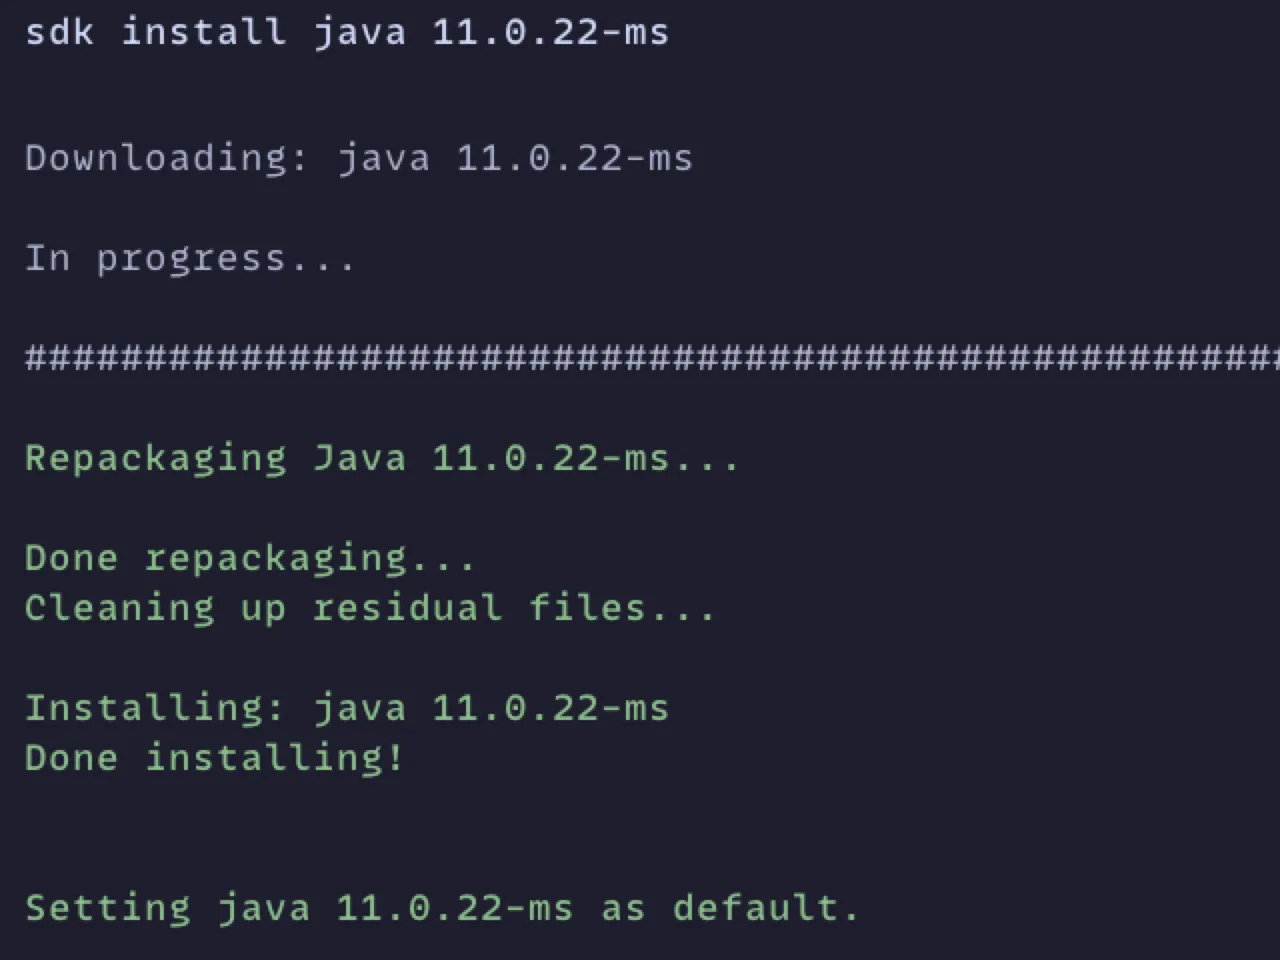 sdk install java 11.0.22-ms
Downloading: java 11.0.22-ms
In progress...
#####################################################
Repackaging Java 11.0.22-ms...
Done repackaging...
Cleaning up residual files...
Installing: java 11.0.22-ms
Done installing!
Setting java 11.0.22-ms as default.